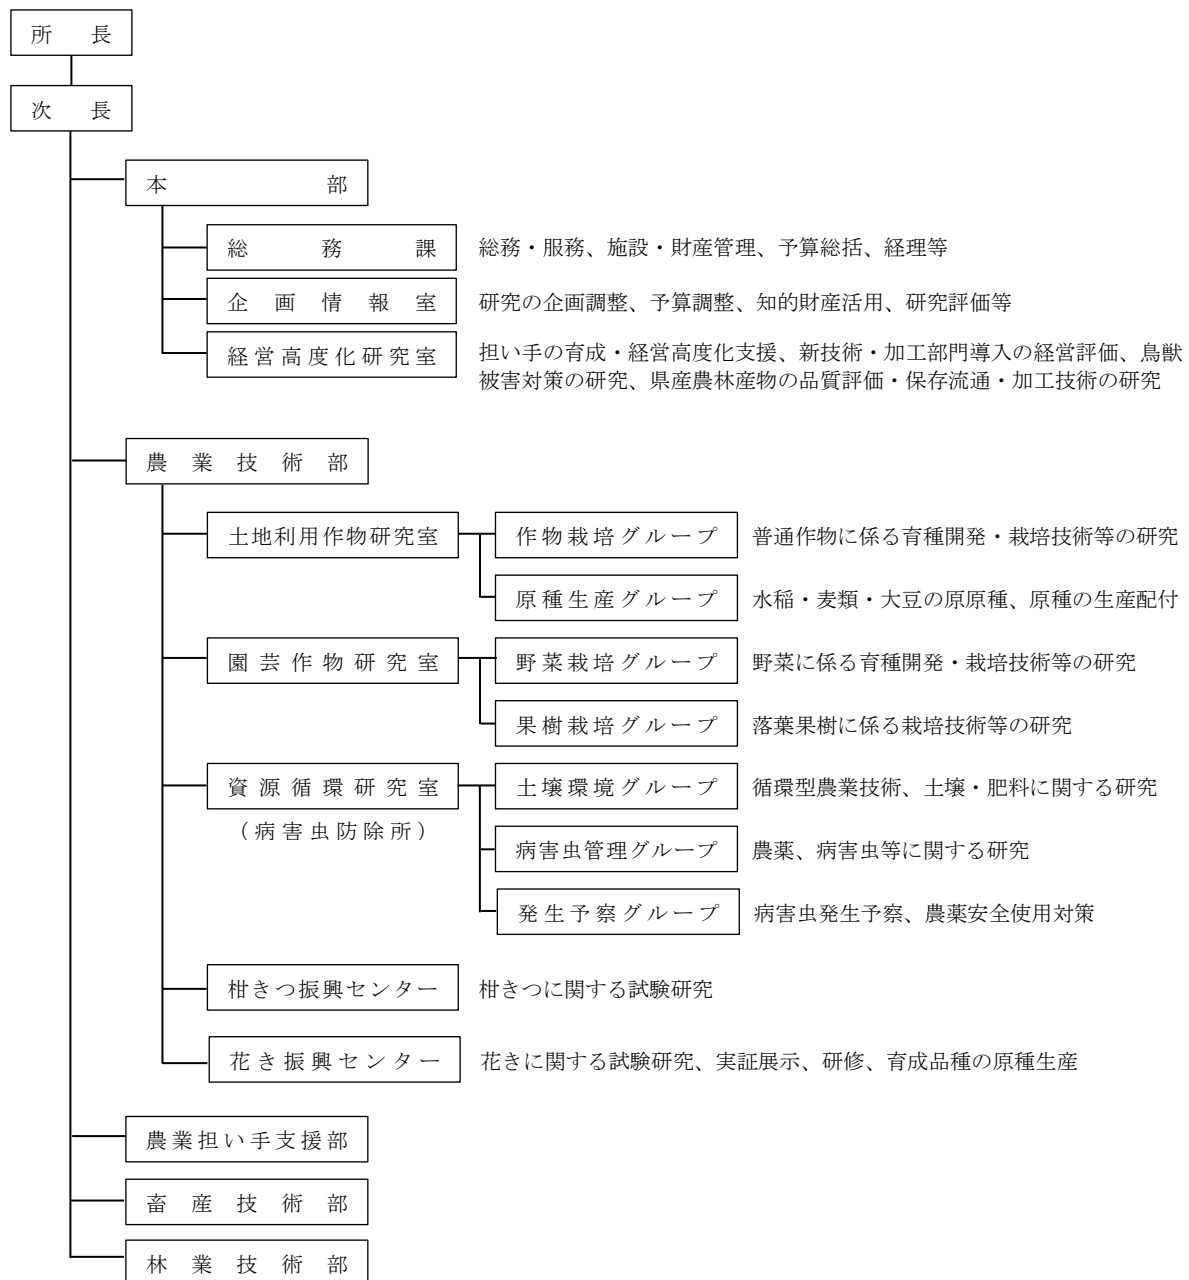 所長
次長
本部
総務課 総務・服務、施設・財産管理、予算総括、経理等
企画情報室 研究の企画調整、予算調整、知的財産活用、研究評価等
経営高度化研究室 担い手の育成・経営高度化支援、新技術・加工部門導入の経営評価、鳥獣
被害対策の研究、県産農林産物の品質評価・保存流通・加工技術の研究
農業技術部
土地利用作物研究室 作物栽培グループ 普通作物に係る育種開発・栽培技術等の研究
原種生産グループ 水稲・麦類・大豆の原原種、原種の生産配付
園芸作物研究室 野菜栽培グループ 野菜に係る育種開発・栽培技術等の研究
果樹栽培グループ 落葉果樹に係る栽培技術等の研究
資源循環研究室 土壌環境グループ 循環型農業技術、土壌・肥料に関する研究
（病害虫防除所）
病害虫管理グループ 農薬、病害虫等に関する研究
発生予察グループ 病害虫発生予察、農薬安全使用対策
柑きつ振興センター 柑きつに関する試験研究
花き振興センター 花きに関する試験研究、実証展示、研修、育成品種の原種生産
農業担い手支援部
畜産技術部
林業技術部